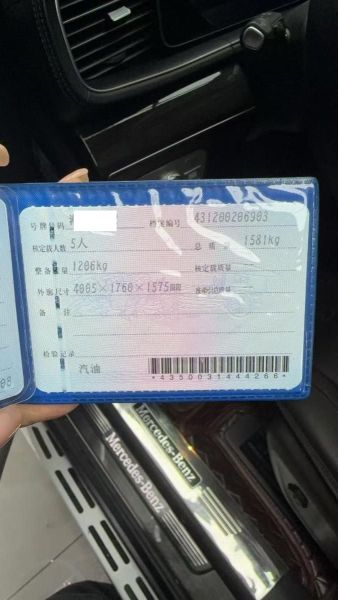 号牌号码 档案编号 431200206903
核定载人数 5人 总质量 1581kg
整备质量 1206kg 核定载质量
外廓尺寸 4005×1760×1575mm 准牵引总质量
备注
检验记录
汽油
*4350031444266*
Mercedes-Benz
Mercedes-Benz